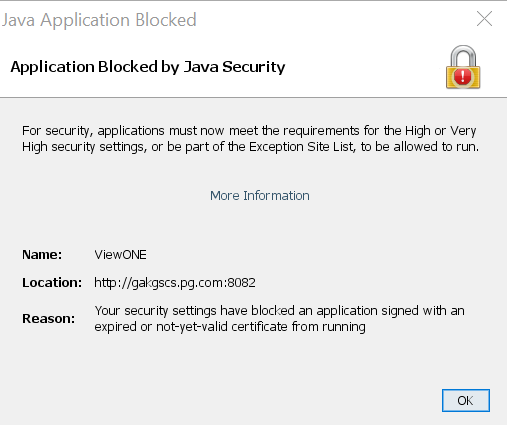 Java Application Blocked
Application Blocked by Java Security
For security, applications must now meet the requirements for the High or Very
High security settings, or be part of the Exception Site List, to be allowed to run.
More Information
Name: ViewONE
Location: http://gakgscs.pg.com:8082
Reason: Your security settings have blocked an application signed with an
expired or not-yet-valid certificate from running
OK